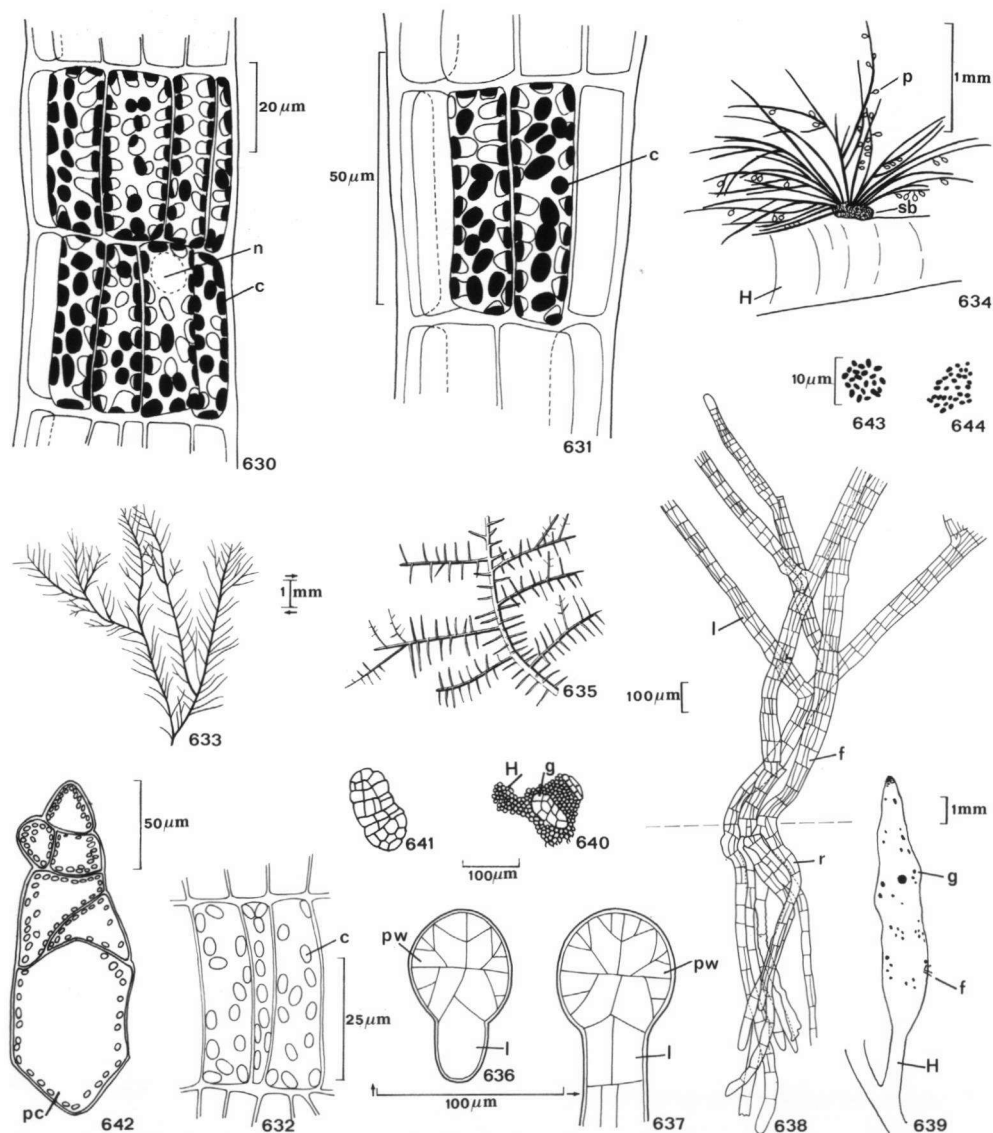 20 μm
n
c
630
50 μm
c
631
1mm
p
sb
H
634
10 μm
643
644
633
1 mm
635
100 μm
l
f
r
638
50 μm
pc
642
641
H
g
640
100 μm
c
25 μm
632
pw
l
636
100 μm
pw
l
637
1mm
g
f
H
639